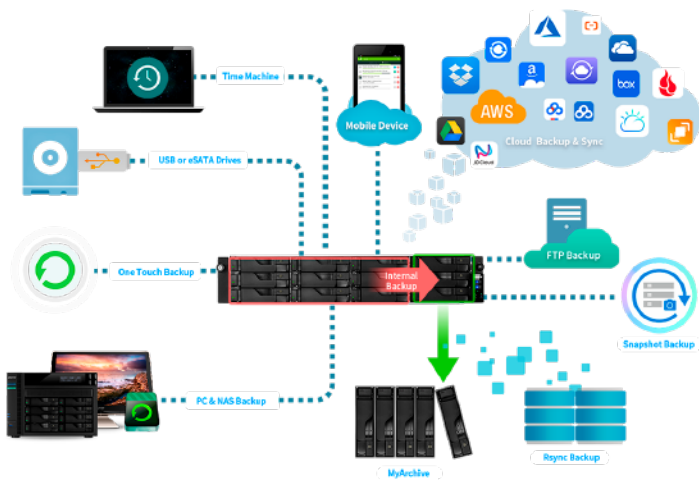 Time Machine
Mobile Device
a
box
AWS
Cloud Backup & Sync
JDCloud
USB or eSATA Drives
One Touch Backup
Internal
Backup
FTP Backup
Snapshot Backup
PC & NAS Backup
MyArchive
Rsync Backup